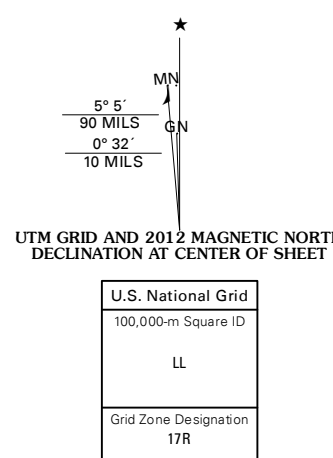 ★
MN
5° 5´
90 MILS
GN
0° 32´
10 MILS
UTM GRID AND 2012 MAGNETIC NORTH
DECLINATION AT CENTER OF SHEET
U.S. National Grid
100,000-m Square ID
LL
Grid Zone Designation
17R